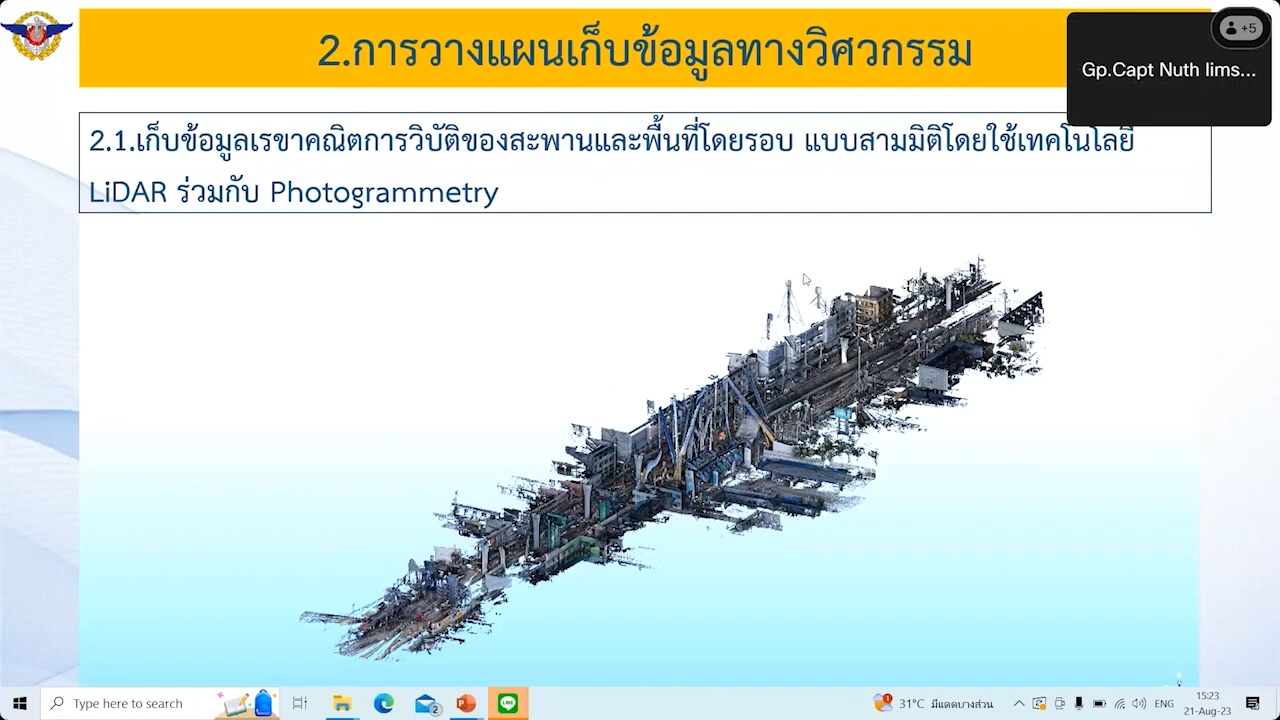 2.การวางแผนเก็บข้อมูลทางวิศวกรรม
+5
Gp.Capt Nuth lims...
2.1.เก็บข้อมูลเรขาคณิตการวิบัติของสะพานและพื้นที่โดยรอบ แบบสามมิติโดยใช้เทคโนโลยี
LiDAR ร่วมกับ Photogrammetry
Type here to search
2
LINE
1
31°C มีแดดบางส่วน
ENG
15:23
21-Aug-23